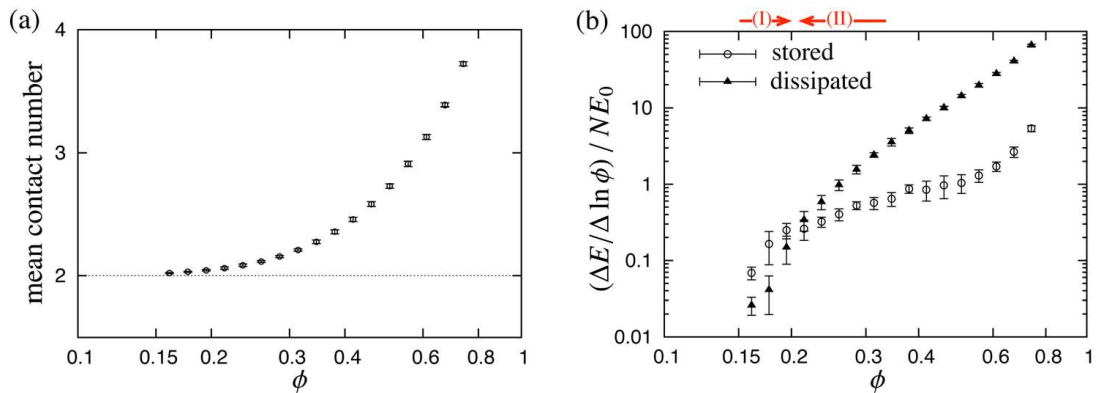 (a)
4
3
2
mean contact number
0.1
0.15
0.2
0.3
0.4
0.6
0.8
1
ϕ
(b)
(I)
(II)
100
10
1
0.1
0.01
(ΔE/Δ ln ϕ) / NE₀
stored
dissipated
0.1
0.15
0.2
0.3
0.4
0.6
0.8
1
ϕ